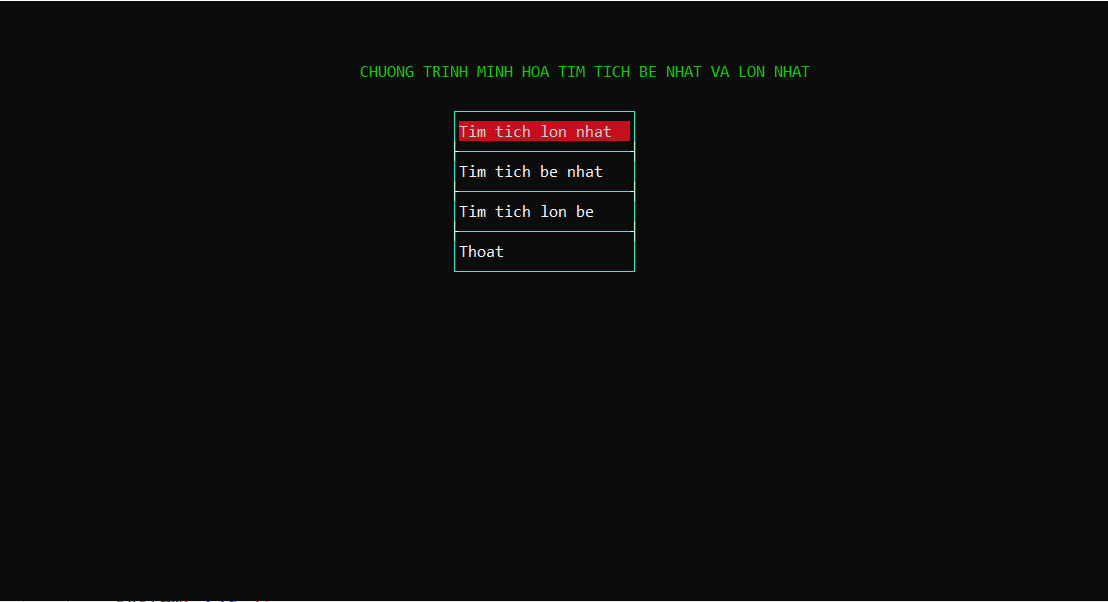 CHUONG TRINH MINH HOA TIM TICH BE NHAT VA LON NHAT
Tim tich lon nhat
Tim tich be nhat
Tim tich lon be
Thoat